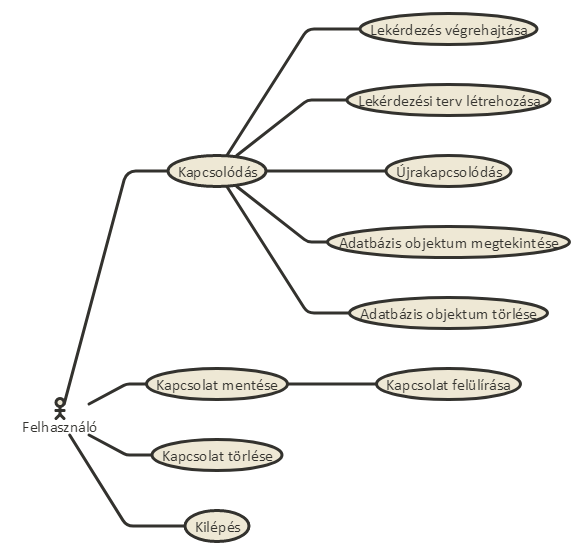 Lekérdezés végrehajtása
Lekérdezési terv létrehozása
Kapcsolódás
Újrakapcsolódás
Adatbázis objektum megtekintése
Adatbázis objektum törlése
Kapcsolat mentése
Kapcsolat felülírása
Felhasználó
Kapcsolat törlése
Kilépés